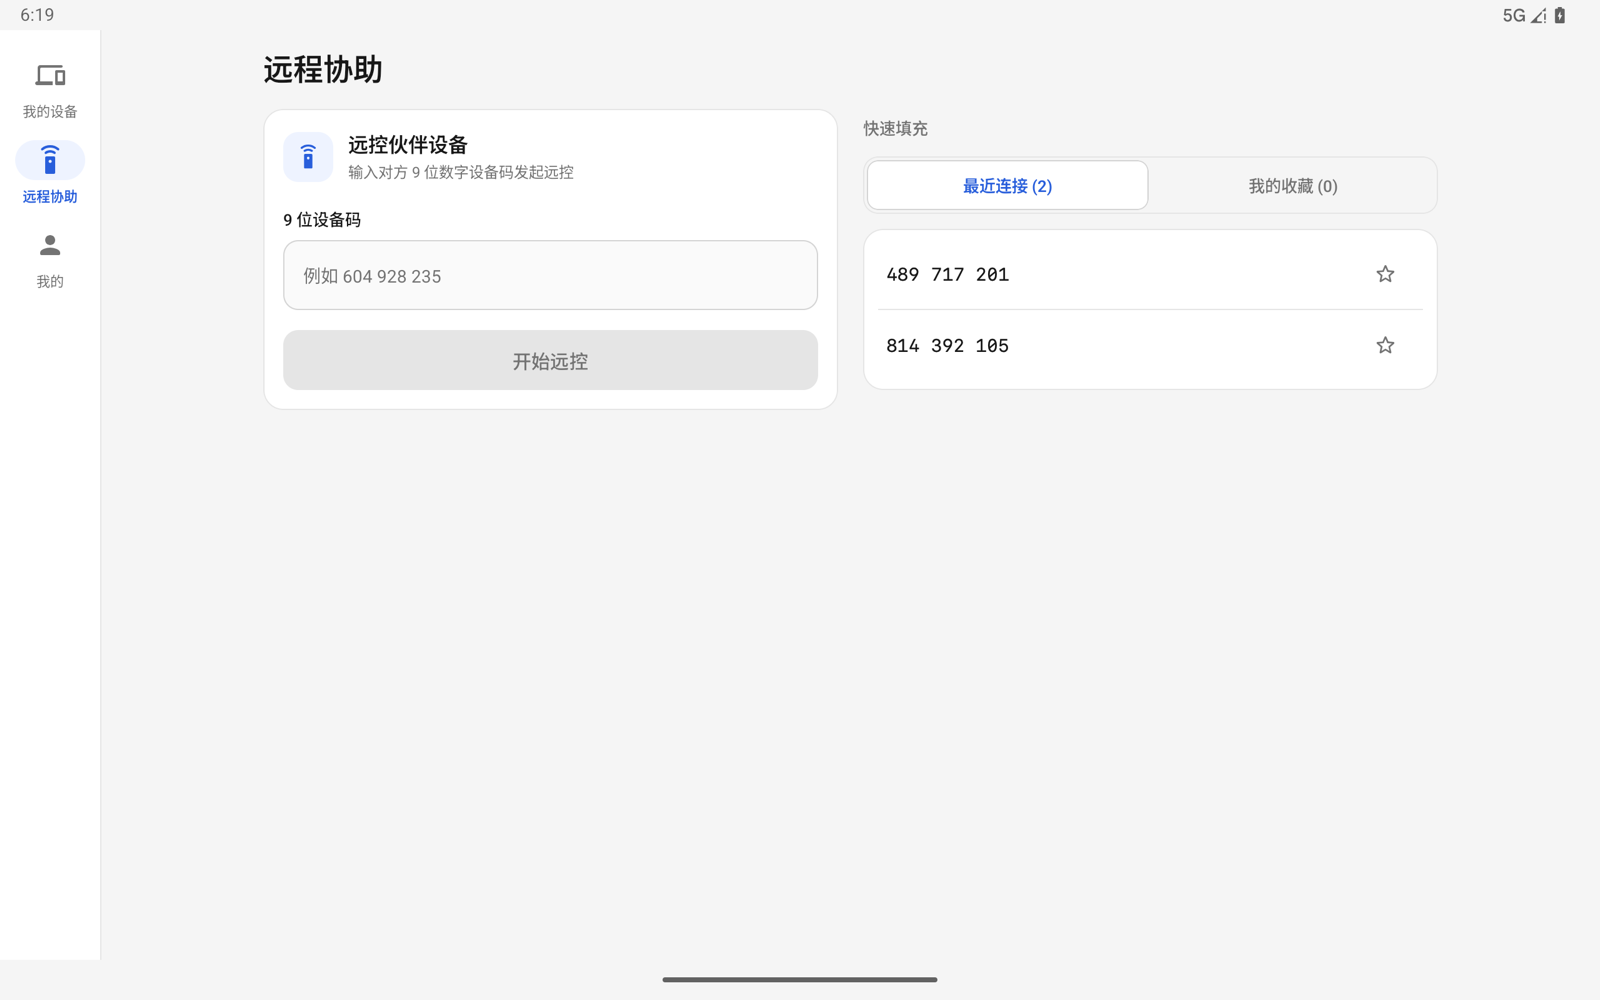 6:19
5G
我的设备
远程协助
我的
远程协助
远控伙伴设备
输入对方 9 位数字设备码发起远控
9 位设备码
例如 604 928 235
开始远控
快速填充
最近连接 (2)
我的收藏 (0)
489 717 201
814 392 105